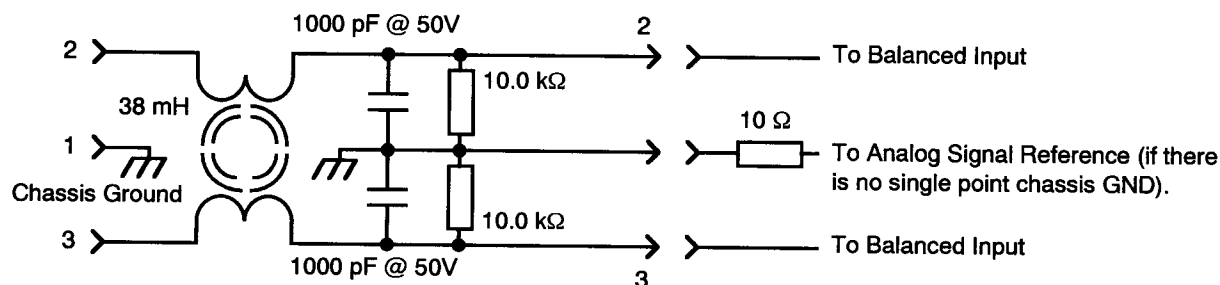 1000 pF @ 50V
2
2
To Balanced Input
10.0 kΩ
38 mH
10 Ω
1
To Analog Signal Reference (if there
is no single point chassis GND).
Chassis Ground
10.0 kΩ
3
To Balanced Input
1000 pF @ 50V
3